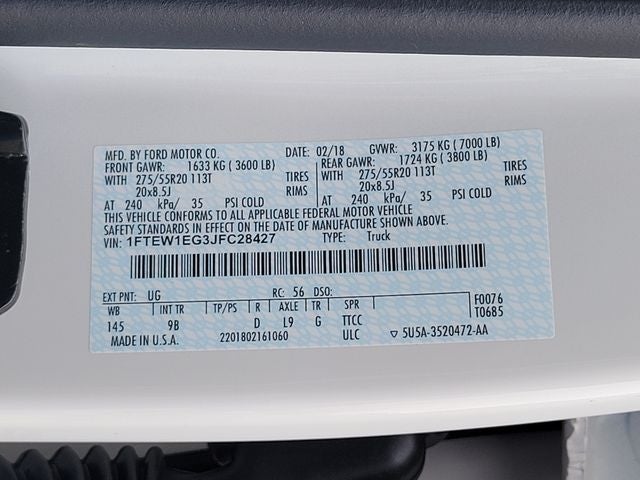 MFD. BY FORD MOTOR CO. DATE: 02/18 GVWR: 3175 KG ( 7000 LB)
FRONT GAWR: 1633 KG ( 3600 LB) REAR GAWR: 1724 KG ( 3800 LB)
WITH 275/55R20 113T TIRES WITH 275/55R20 113T TIRES
20x8.5J RIMS 20x8.5J RIMS
AT 240 kPa/ 35 PSI COLD AT 240 kPa/ 35 PSI COLD
THIS VEHICLE CONFORMS TO ALL APPLICABLE FEDERAL MOTOR VEHICLE
SAFETY STANDARDS IN EFFECT ON THE DATE OF MANUFACTURE SHOWN ABOVE.
VIN: 1FTEW1EG3JFC28427 TYPE: Truck
EXT PNT: UG RC: 56 DSO:
WB INT TR TP/PS R AXLE TR SPR F0076
145 9B D L9 G TTCC T0685
MADE IN U.S.A. 2201802161060 ULC ▽ 5U5A-3520472-AA